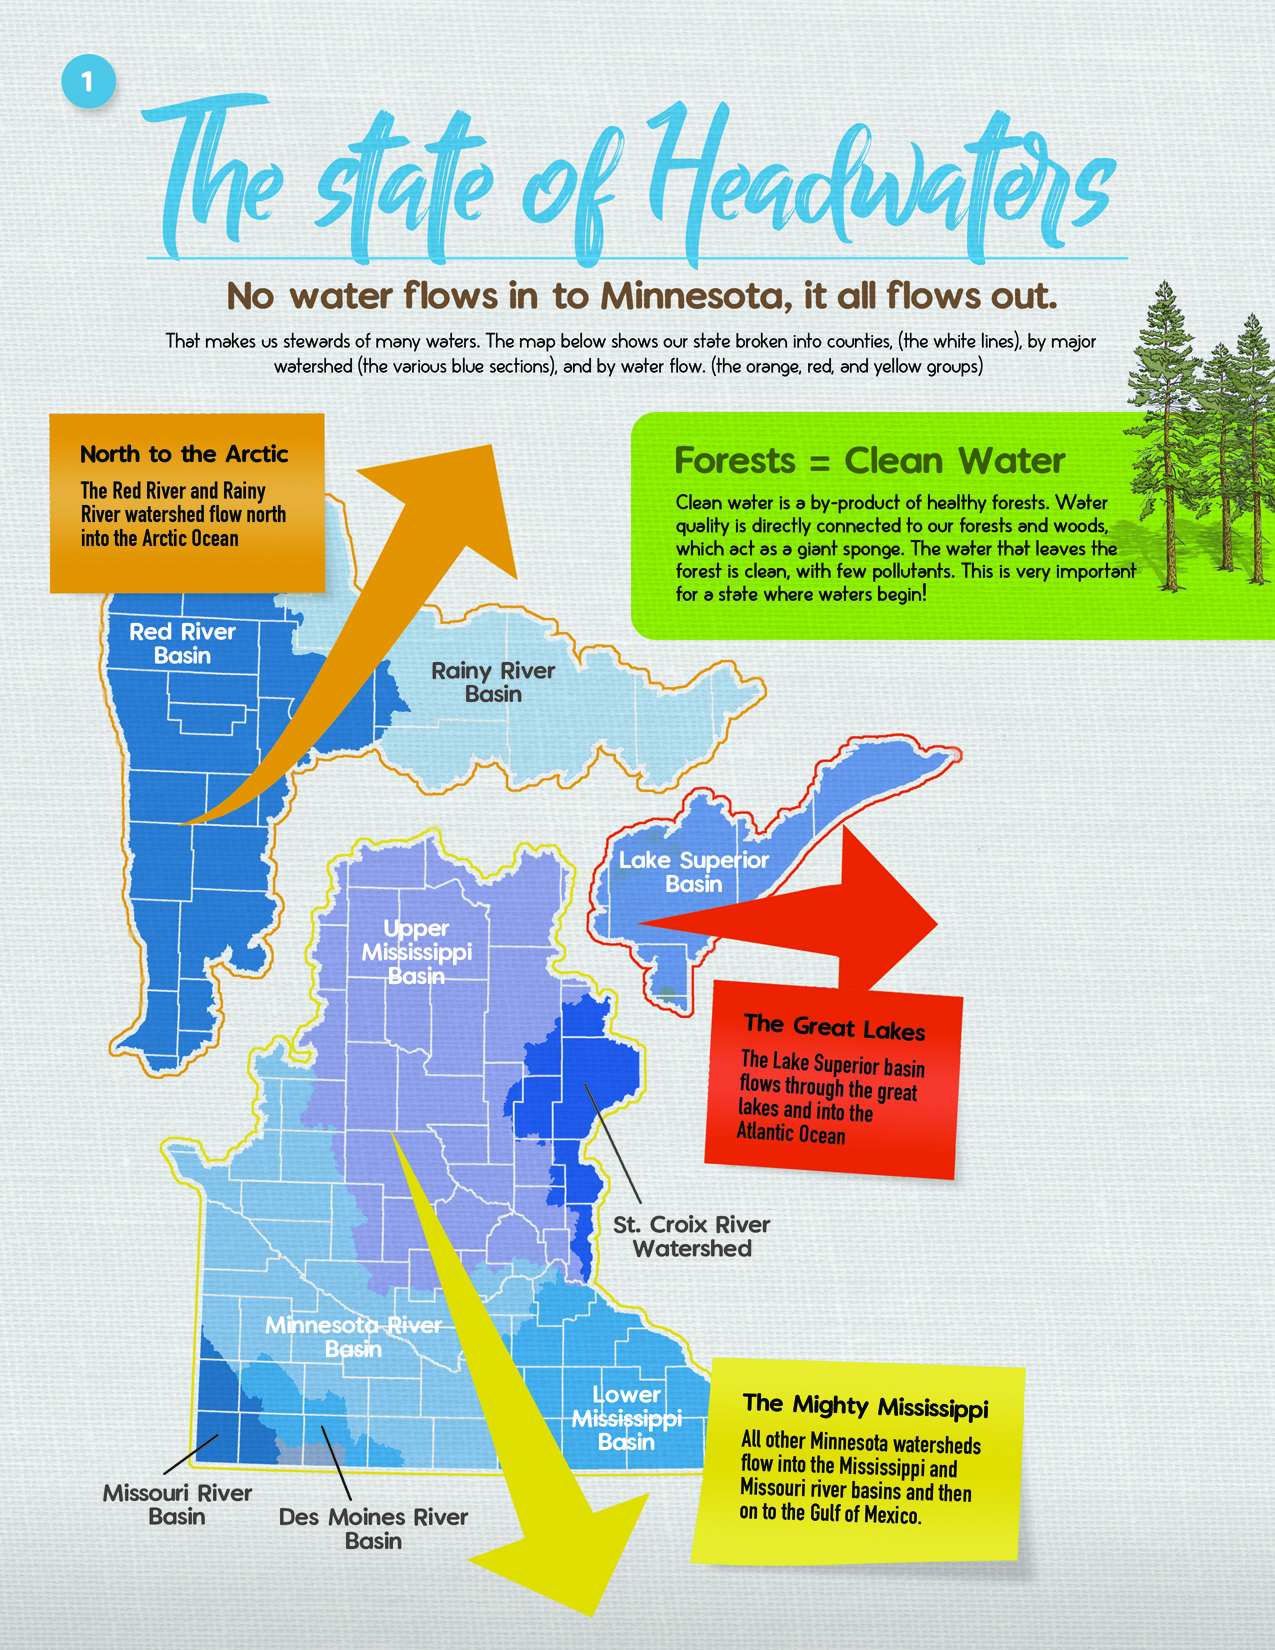 1
The state of Headwaters
No water flows in to Minnesota, it all flows out.
That makes us stewards of many waters. The map below shows our state broken into counties, (the white lines), by major
watershed (the various blue sections), and by water flow. (the orange, red, and yellow groups)
North to the Arctic
The Red River and Rainy
River watershed flow north
into the Arctic Ocean
Forests = Clean Water
Clean water is a by-product of healthy forests. Water
quality is directly connected to our forests and woods,
which act as a giant sponge. The water that leaves the
forest is clean, with few pollutants. This is very important
for a state where waters begin!
Red River
Basin
Rainy River
Basin
Lake Superior
Basin
Upper
Mississippi
Basin
The Great Lakes
The Lake Superior basin
flows through the great
lakes and into the
Atlantic Ocean
St. Croix River
Watershed
Minnesota River
Basin
Lower
Mississippi
Basin
The Mighty Mississippi
All other Minnesota watersheds
flow into the Mississippi and
Missouri river basins and then
on to the Gulf of Mexico.
Missouri River
Basin
Des Moines River
Basin